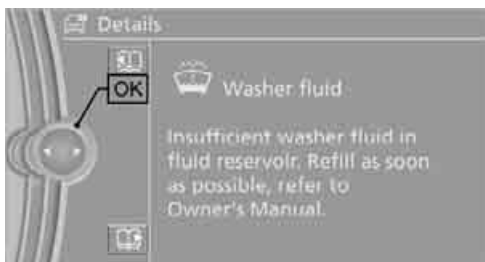 Details
OK
Washer fluid
Insufficient washer fluid in
fluid reservoir. Refill as soon
as possible, refer to
Owner's Manual.